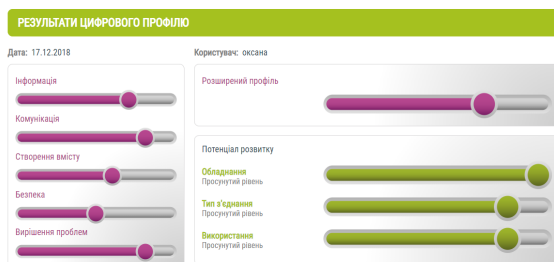 РЕЗУЛЬТАТИ ЦИФРОВОГО ПРОФІЛЮ
Дата: 17.12.2018
Користувач: оксана
Інформація
Комунікація
Створення вмісту
Безпека
Вирішення проблем
Розширений профіль
Потенціал розвитку
Обладнання
Просунутий рівень
Тип з'єднання
Просунутий рівень
Використання
Просунутий рівень